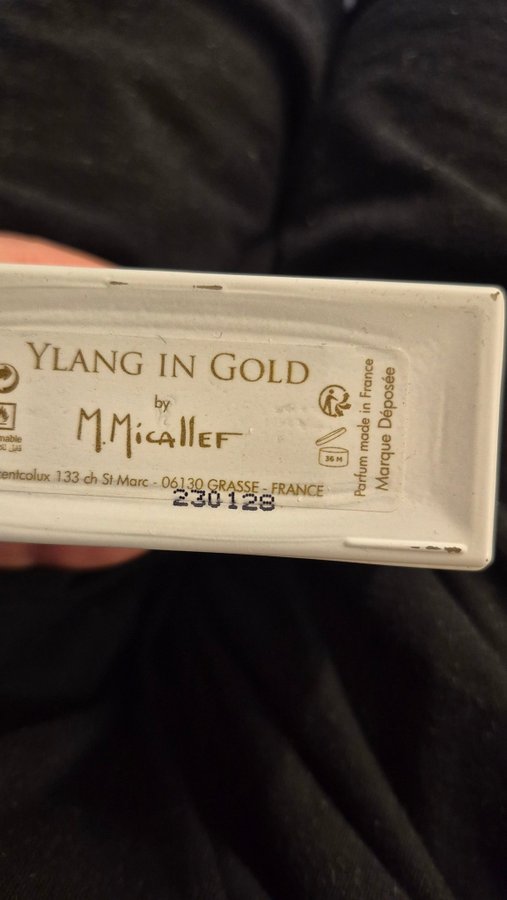 YLANG IN GOLD
by
M.MICALLEF
133 ch St Marc - 06130 GRASSE - FRANCE
230128
36 M
Parfum made in France
Marque Déposée